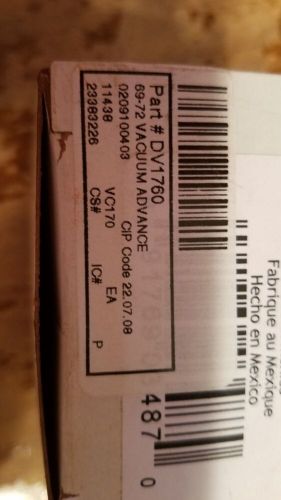 Part # DV1760
69-72 VACUUM ADVANCE
0209100403 CIP Code 22.07.08
11438 VC170 EA
23383226 CS# IC# P
Fabrique au Mexique
Hecho en Mexico
487 0